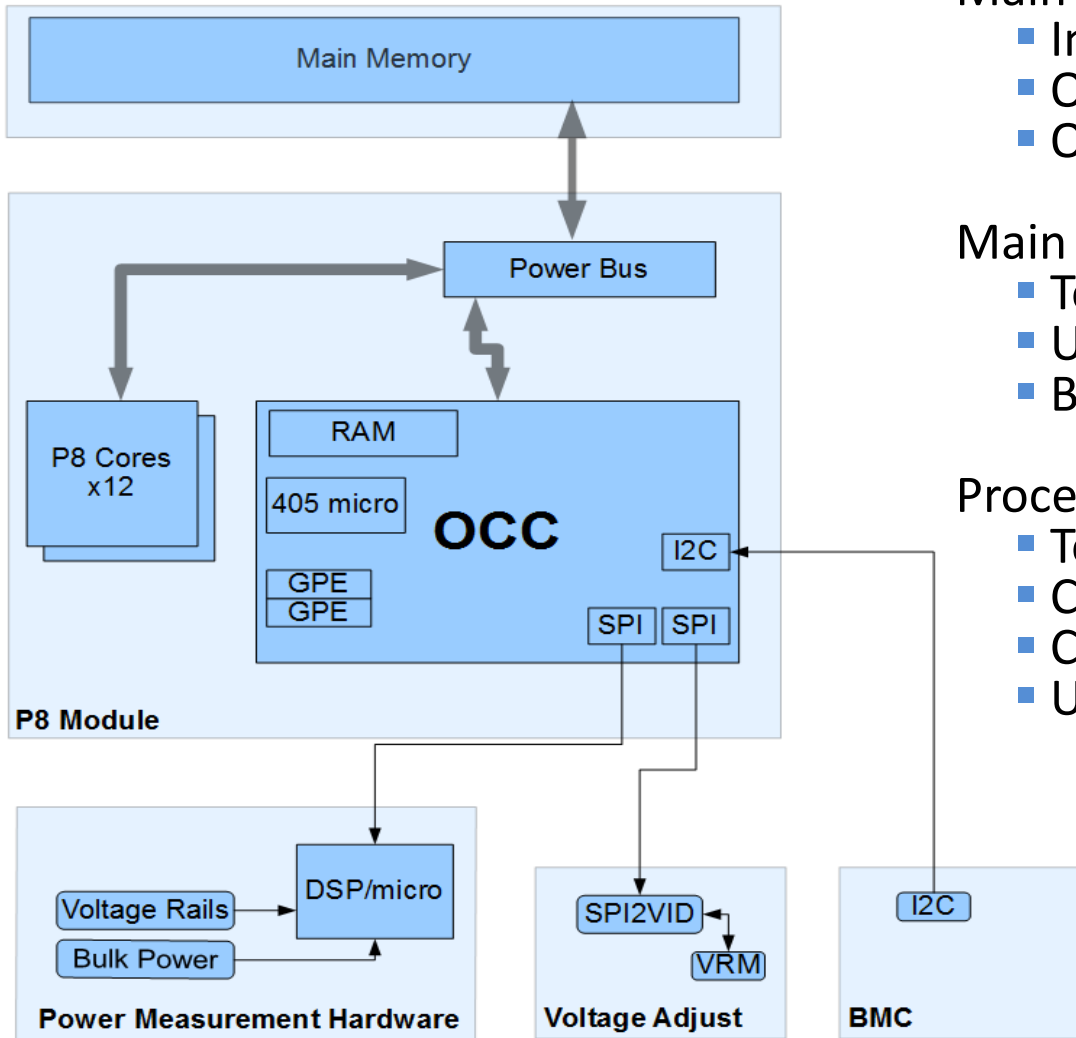 Main Memory
Power Bus
P8 Cores
x12
RAM
405 micro
OCC
I2C
GPE
GPE
SPI
SPI
P8 Module
DSP/micro
Voltage Rails
Bulk Power
Power Measurement Hardware
SPI2VID
VRM
Voltage Adjust
I2C
BMC
Main
Main